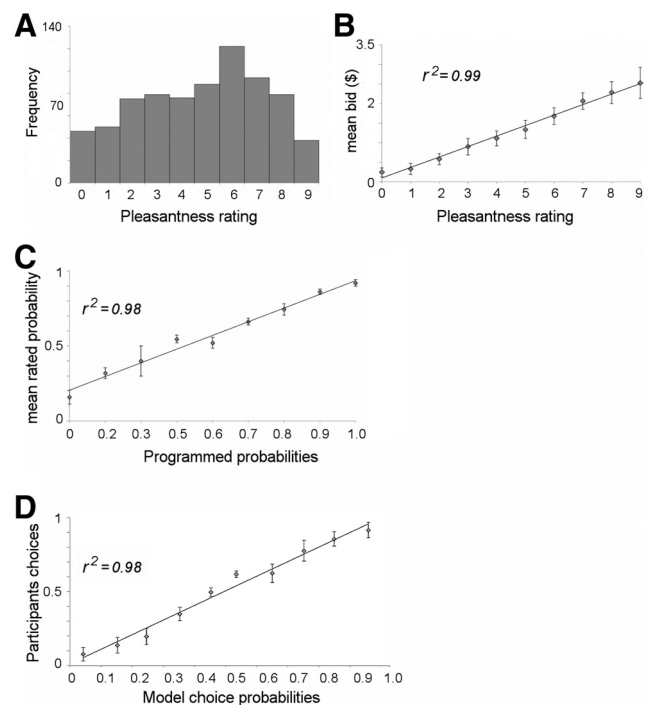 A
140
Frequency
70
0
0 1 2 3 4 5 6 7 8 9
Pleasantness rating
B
3.5
r² = 0.99
mean bid ($)
2
0
0 1 2 3 4 5 6 7 8 9
Pleasantness rating
C
1
r² = 0.98
mean rated probability
0.5
0
0 0.2 0.3 0.5 0.6 0.7 0.8 0.9 1.0
Programmed probabilities
D
1
Participants choices
r² = 0.98
0.5
0
0 0.1 0.2 0.3 0.4 0.5 0.6 0.7 0.8 0.9 1.0
Model choice probabilities